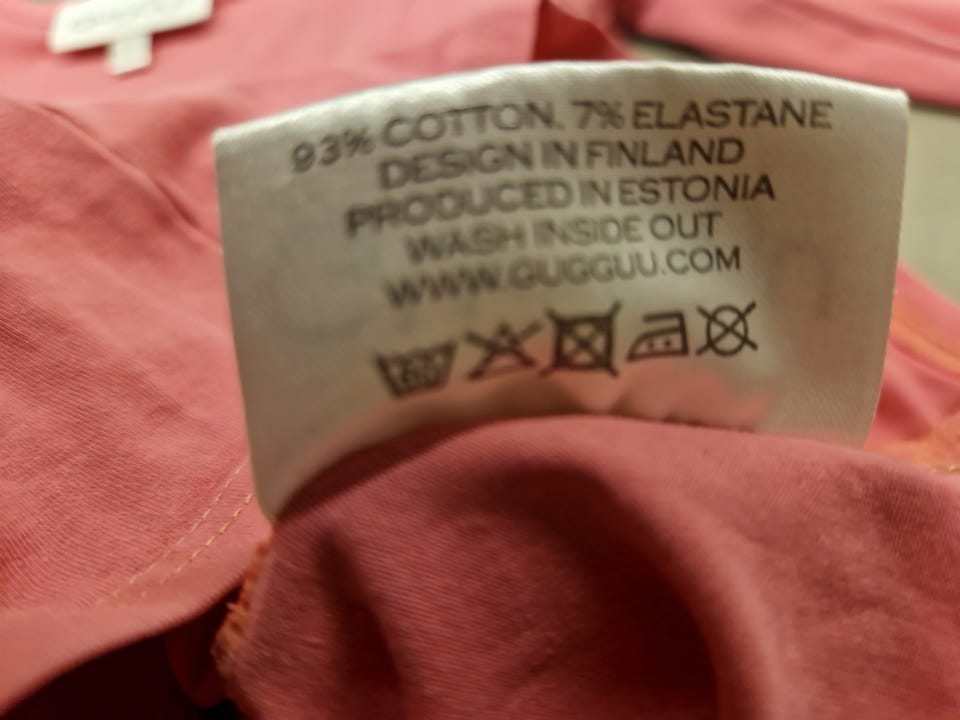 93% COTTON. 7% ELASTANE
DESIGN IN FINLAND
PRODUCED IN ESTONIA
WASH INSIDE OUT
WWW.GUGGUU.COM